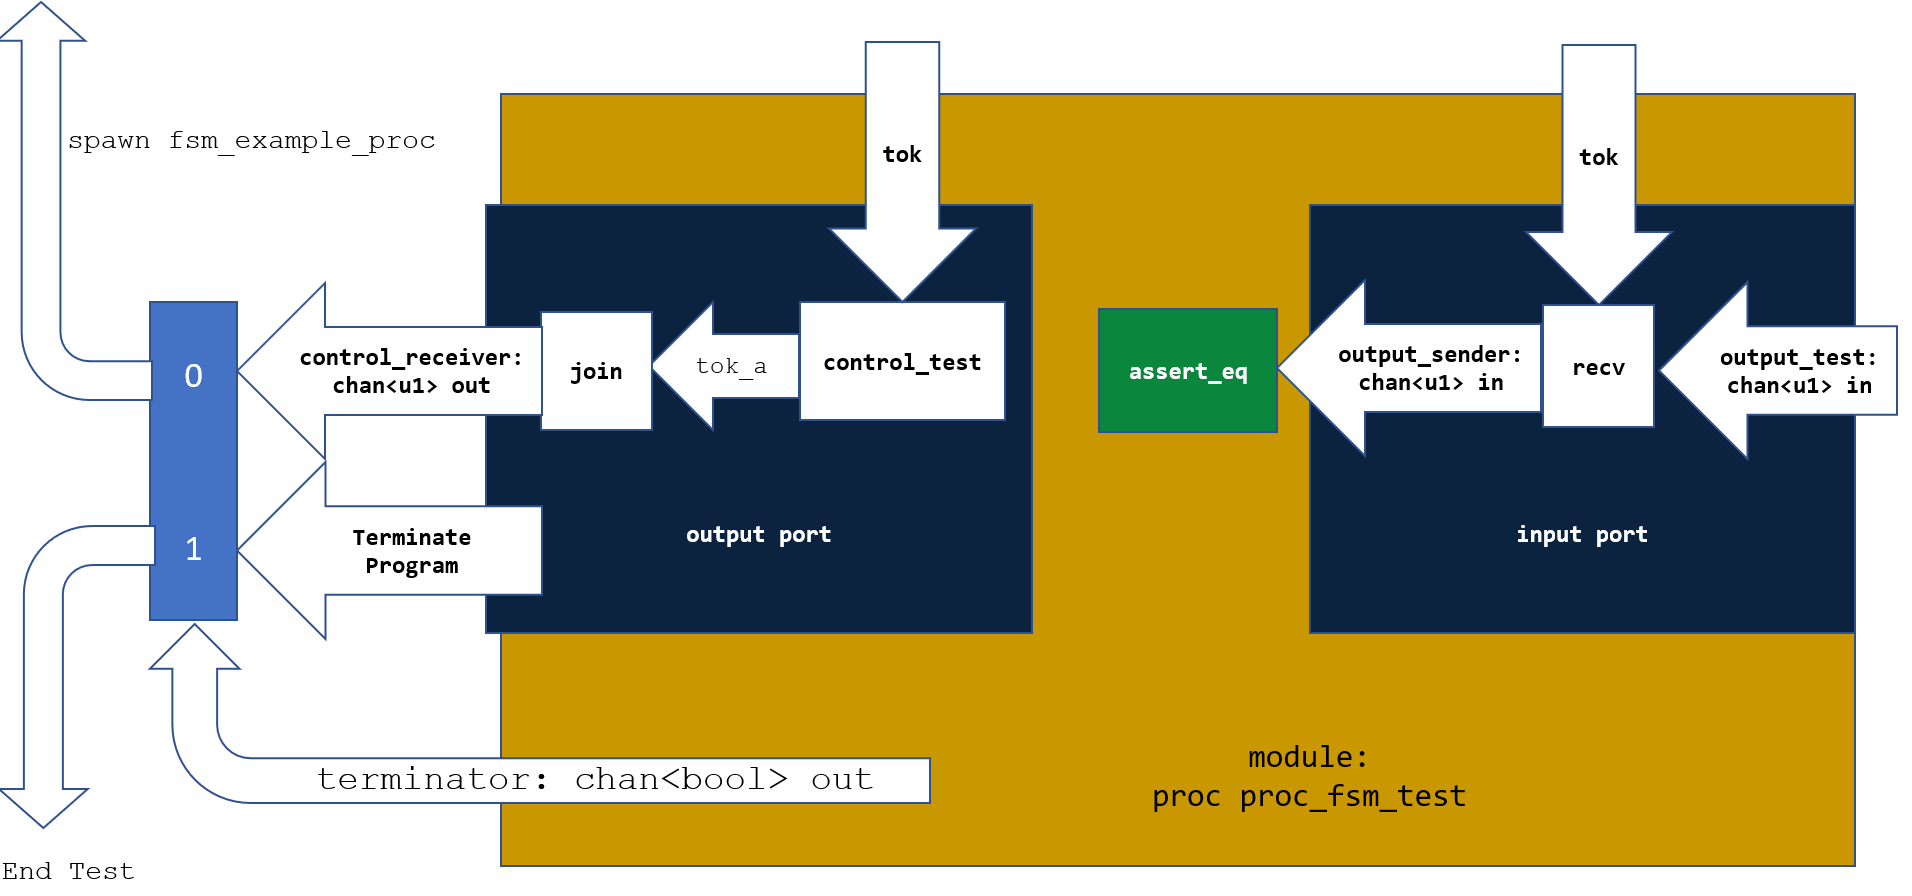 tok
tok
spawn fsm_example_proc
control_receiver:
chan<u1> out
join
tok_a
control_test
assert_eq
output_sender:
chan<u1> in
recv
output_test:
chan<u1> in
0
1
Terminate
Program
output port
input port
terminator: chan<bool> out
module:
proc proc_fsm_test
End Test